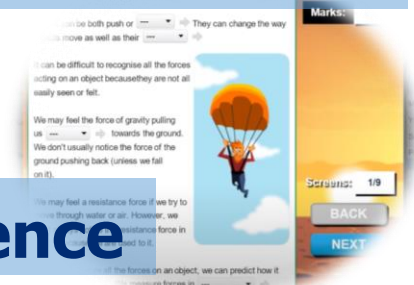 can be both push or --- They can change the way
move as well as their ---
can be difficult to recognise all the forces
acting on an object becausethey are not all
easily seen or felt.
We may feel the force of gravity pulling
us --- towards the ground.
We don't usually notice the force of the
ground pushing back (unless we fall
on it).
We may feel a resistance force if we try to
through water or air. However, we
resistance force in
used to it.
all the forces on an object, we can predict how it
forces in ---
ence
Marks:
Screens: 1/9
BACK
NEXT